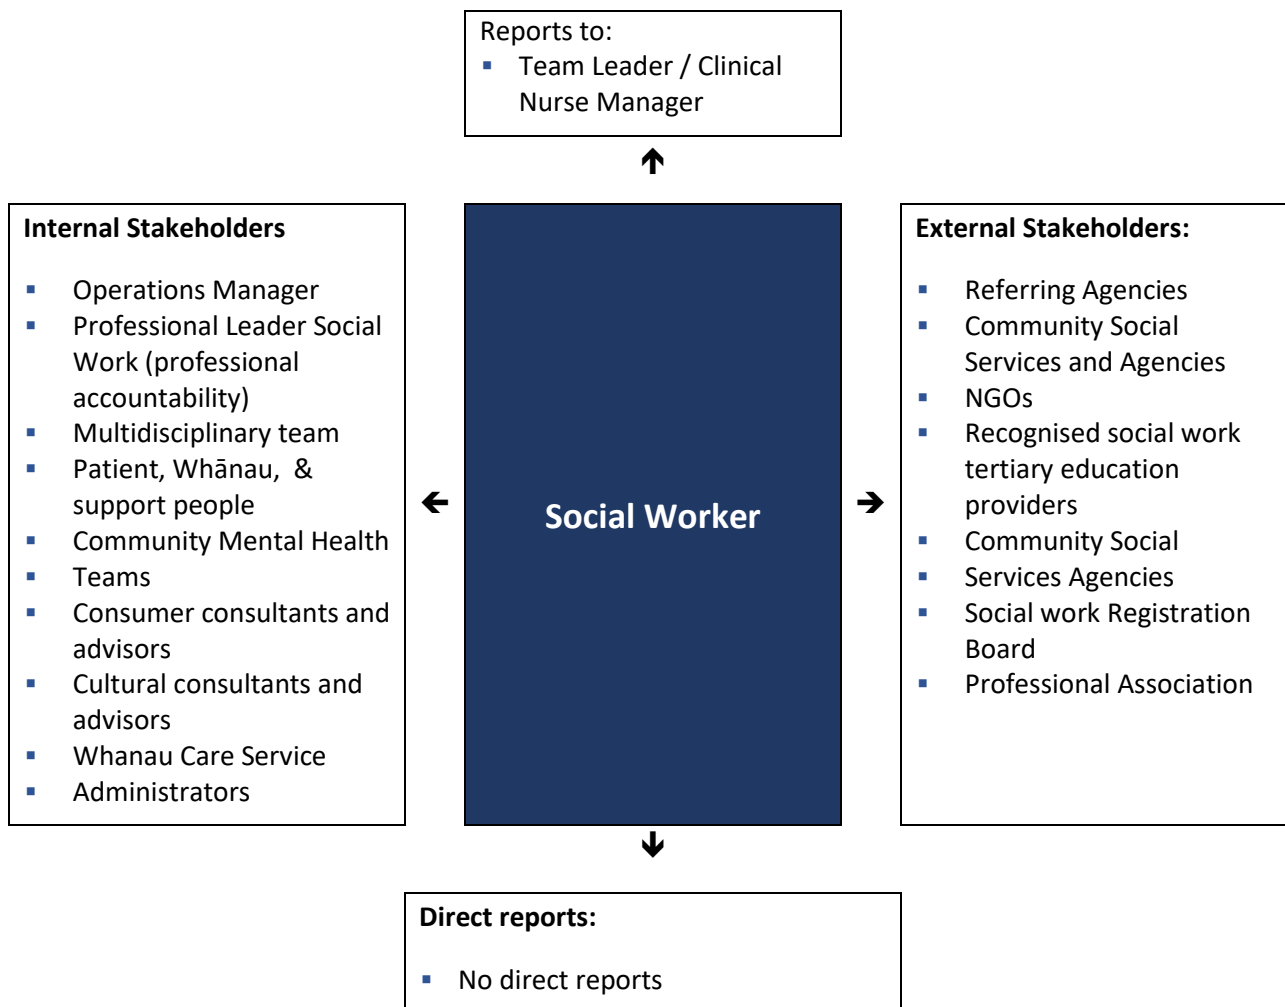 Reports to:
▪ Team Leader / Clinical
Nurse Manager
Internal Stakeholders
▪ Operations Manager
▪ Professional Leader Social
Work (professional
accountability)
▪ Multidisciplinary team
▪ Patient, Whānau, &
support people
▪ Community Mental Health
▪ Teams
▪ Consumer consultants and
advisors
▪ Cultural consultants and
advisors
▪ Whanau Care Service
▪ Administrators
Social Worker
External Stakeholders:
▪ Referring Agencies
▪ Community Social
Services and Agencies
▪ NGOs
▪ Recognised social work
tertiary education
providers
▪ Community Social
▪ Services Agencies
▪ Social work Registration
Board
▪ Professional Association
Direct reports:
▪ No direct reports